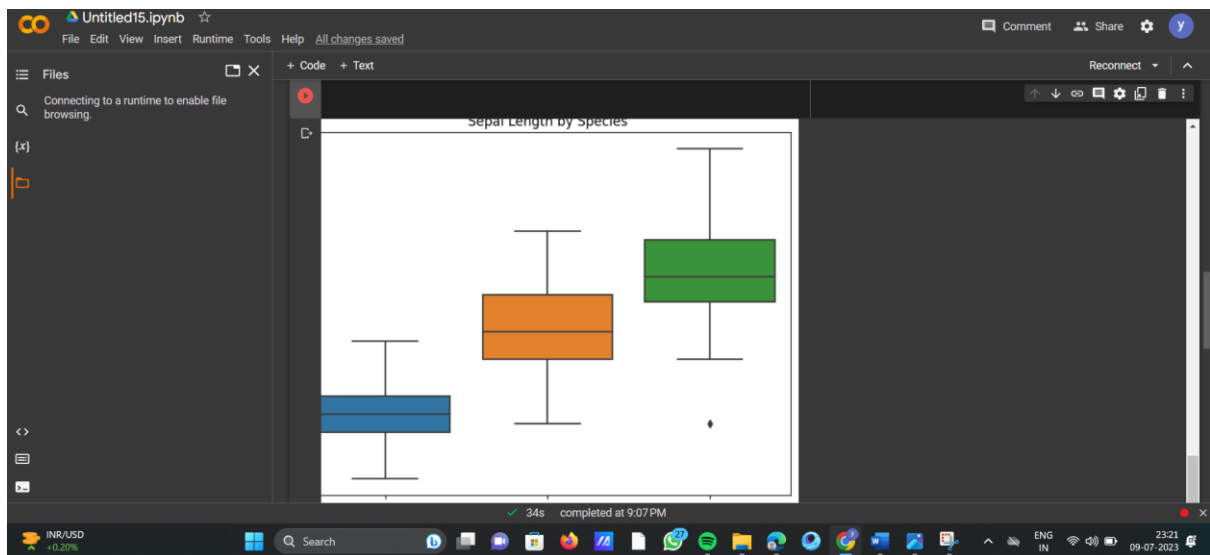 Untitled15.ipynb
File Edit View Insert Runtime Tools Help All changes saved
Comment Share
y
Files
+ Code + Text
Reconnect
Connecting to a runtime to enable file
browsing.
{x}
Sepal Length by Species
34s completed at 9:07 PM
INR/USD
+0.20%
Search
27
ENG
IN
23:21
09-07-2023